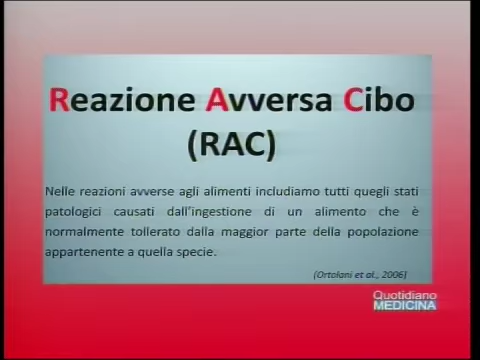 Reazione Avversa Cibo
(RAC)
Nelle reazioni avverse agli alimenti includiamo tutti quegli stati
patologici causati dall'ingestione di un alimento che è
normalmente tollerato dalla maggior parte della popolazione
appartenente a quella specie.
(Ortolani et al., 2006]
Quotidiano
MEDICINA